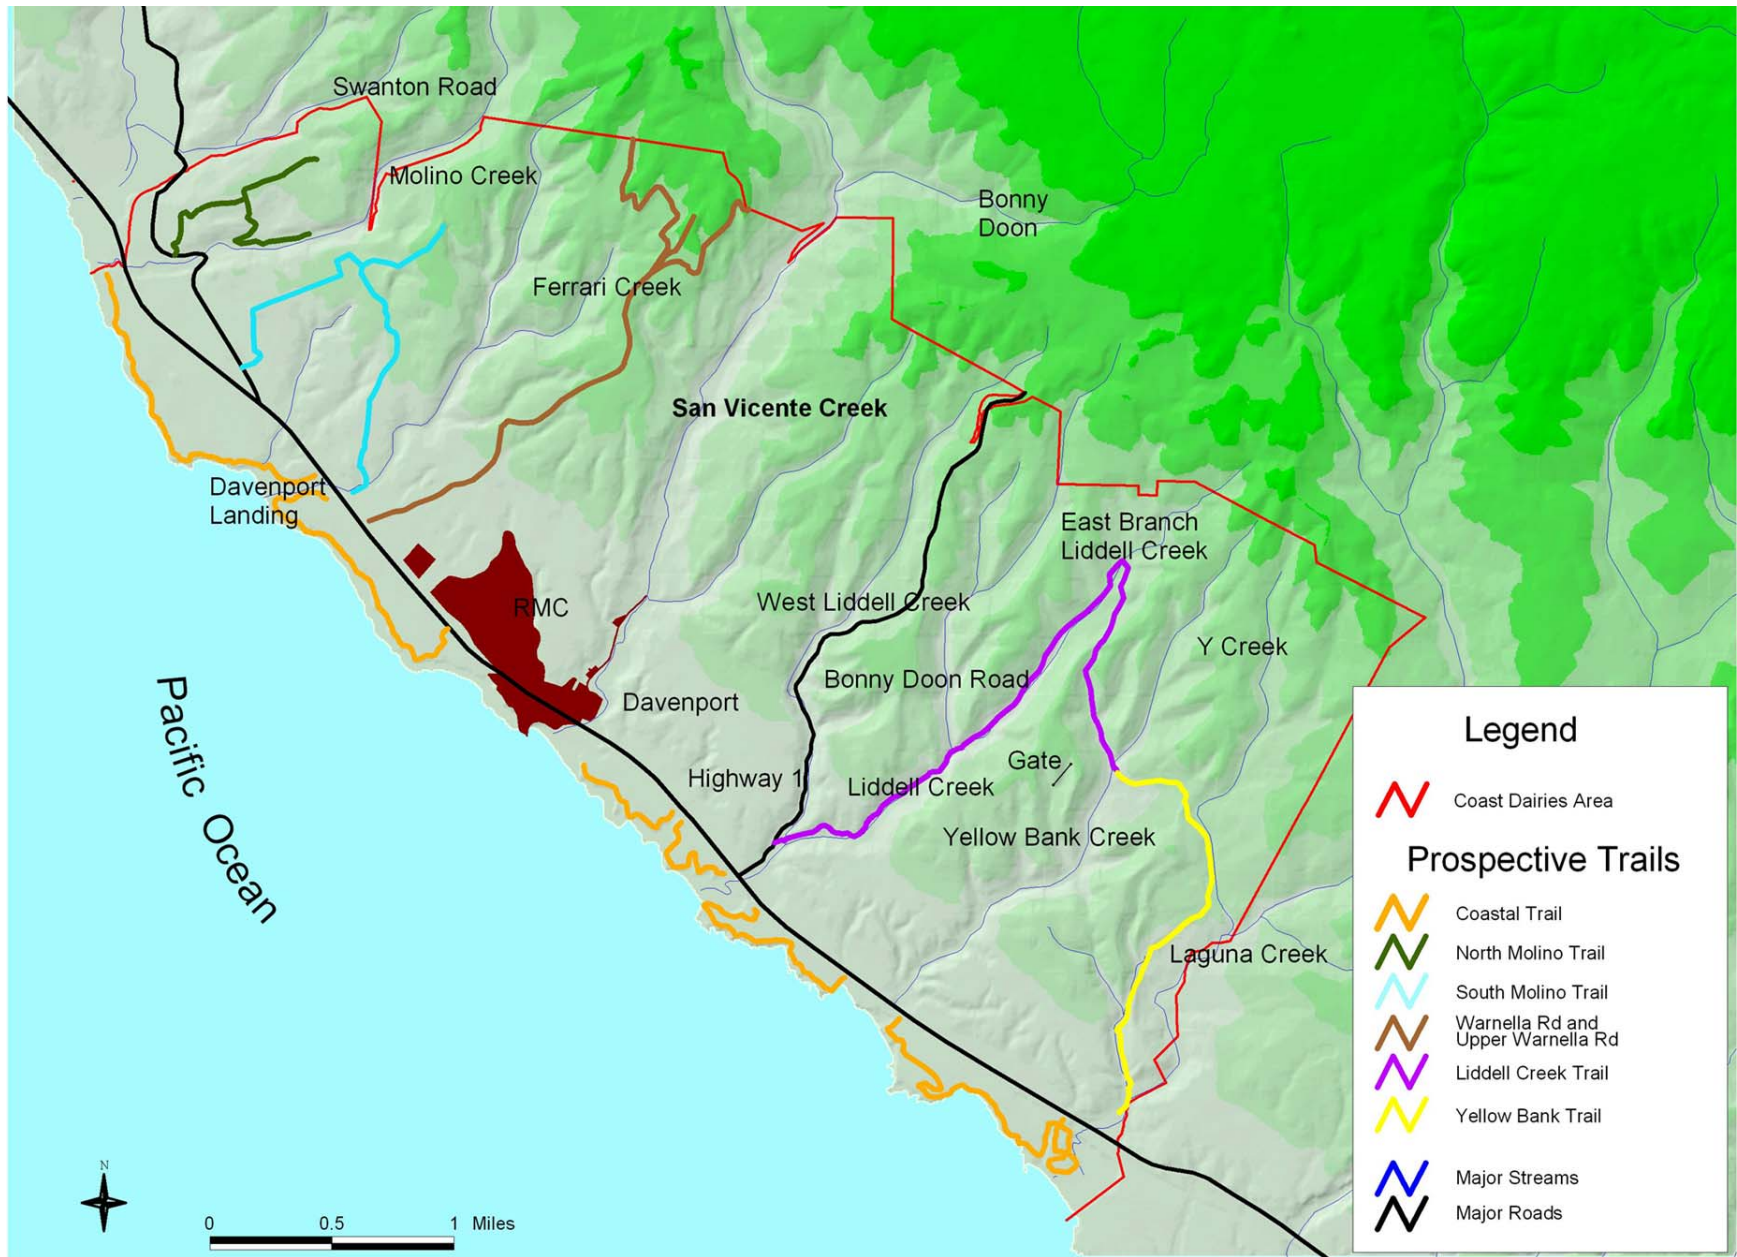 Swanton Road
Molino Creek
Bonny
Doon
Ferrari Creek
San Vicente Creek
Davenport
Landing
East Branch
Liddell Creek
RMC
West Liddell Creek
Y Creek
Bonny Doon Road
Davenport
Pacific Ocean
Highway 1
Gate
Liddell Creek
Yellow Bank Creek
Laguna Creek
Legend
Coast Dairies Area
Prospective Trails
Coastal Trail
North Molino Trail
South Molino Trail
Warnella Rd and
Upper Warnella Rd
Liddell Creek Trail
Yellow Bank Trail
Major Streams
Major Roads
N
0 0.5 1 Miles